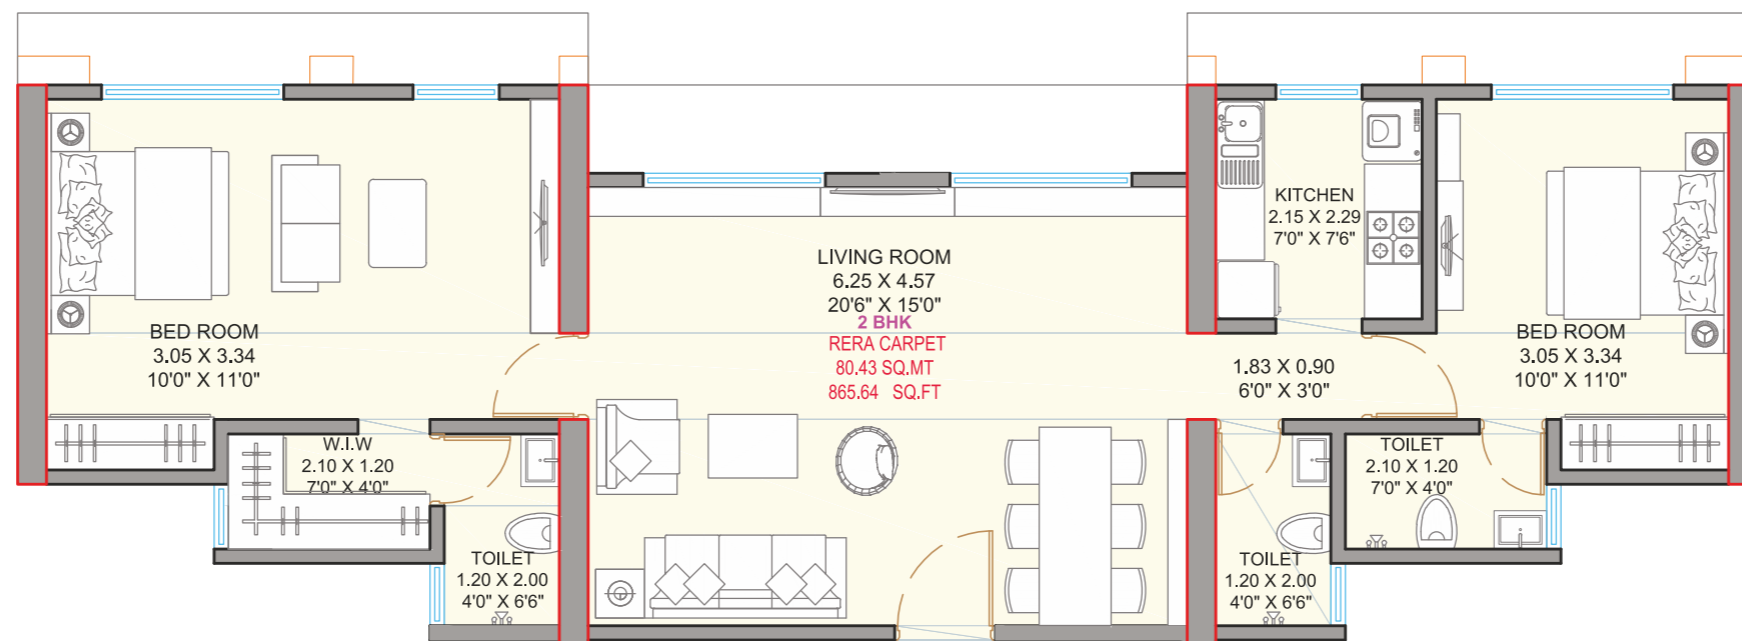 BED ROOM
3.05 X 3.34
10'0" X 11'0"
W.I.W
2.10 X 1.20
7'0" X 4'0"
TOILET
1.20 X 2.00
4'0" X 6'6"
LIVING ROOM
6.25 X 4.57
20'6" X 15'0"
2 BHK
RERA CARPET
80.43 SQ.MT
865.64 SQ.FT
KITCHEN
2.15 X 2.29
7'0" X 7'6"
1.83 X 0.90
6'0" X 3'0"
BED ROOM
3.05 X 3.34
10'0" X 11'0"
TOILET
2.10 X 1.20
7'0" X 4'0"
TOILET
1.20 X 2.00
4'0" X 6'6"